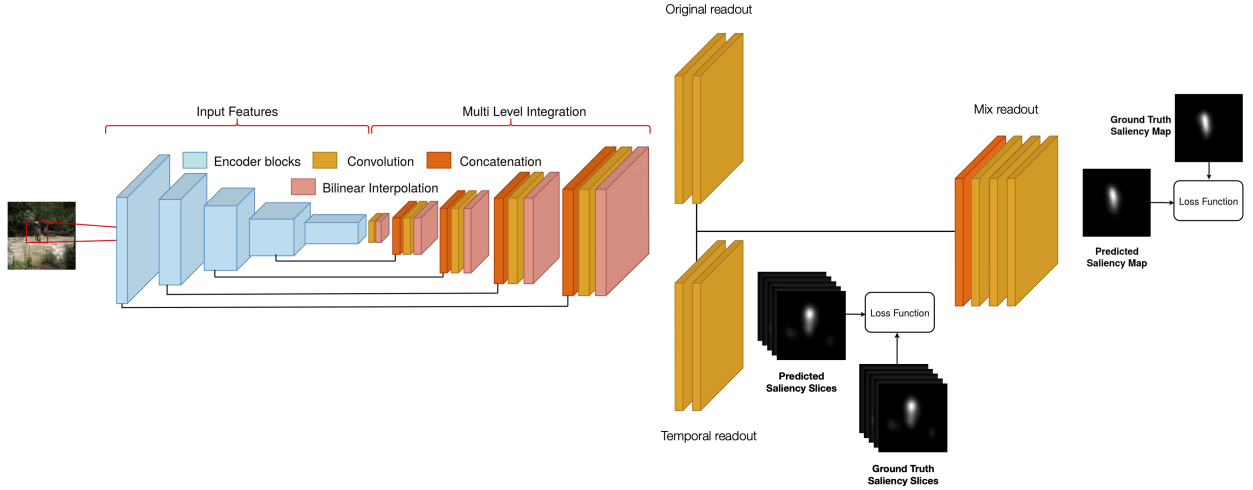 Original readout
Input Features
Multi Level Integration
Encoder blocks
Convolution
Concatenation
Bilinear Interpolation
Mix readout
Ground Truth
Saliency Map
Loss Function
Predicted
Saliency Map
Loss Function
Predicted
Saliency Slices
Temporal readout
Ground Truth
Saliency Slices